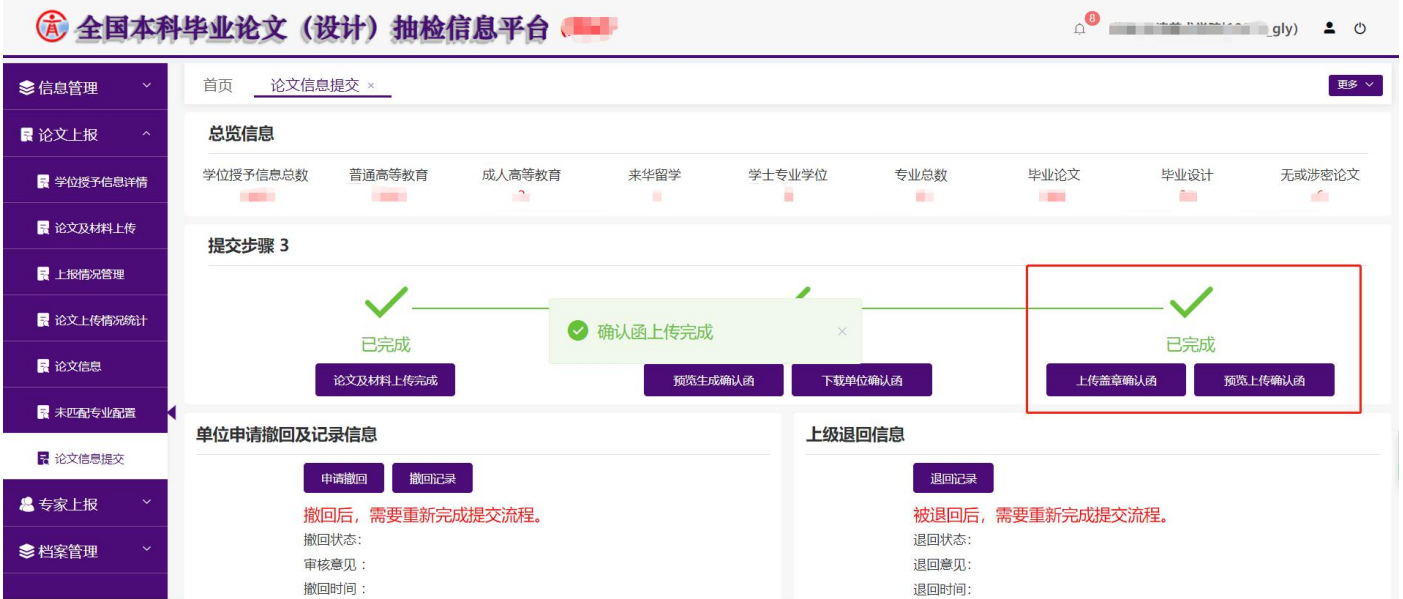 全国本科毕业论文（设计）抽检信息平台
8
_gly)
信息管理
首页 论文信息提交 ×
更多
论文上报
总览信息
学位授予信息详情
学位授予信息总数 普通高等教育 成人高等教育 来华留学 学士专业学位 专业总数 毕业论文 毕业设计 无或涉密论文
论文及材料上传
提交步骤 3
上报情况管理
论文上传情况统计
确认函上传完成 ×
已完成 已完成
论文信息
论文及材料上传完成 预览生成确认函 下载单位确认函 上传盖章确认函 预览上传确认函
未匹配专业配置
单位申请撤回及记录信息 上级退回信息
论文信息提交
申请撤回 撤回记录 退回记录
专家上报
撤回后，需要重新完成提交流程。 被退回后，需要重新完成提交流程。
撤回状态： 退回状态：
档案管理
审核意见： 退回意见：
撤回时间： 退回时间：